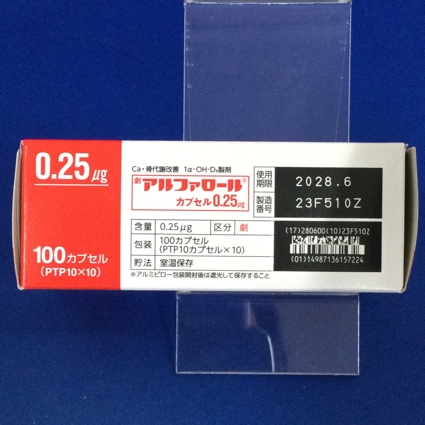 0.25μg
100カプセル
(PTP10×10)
Ca・骨代謝改善 1α-OH-D₃製剤
劇 アルファロール®
カプセル0.25μg
含量 0.25μg 区分 劇
包装 100カプセル
(PTP10カプセル×10)
貯法 室温保存
※アルミピロー包装開封後は遮光して保存すること
使用
期限 2028.6
製造
番号 23F510Z
(17)280600(10)23F510Z
(01)14987136157224